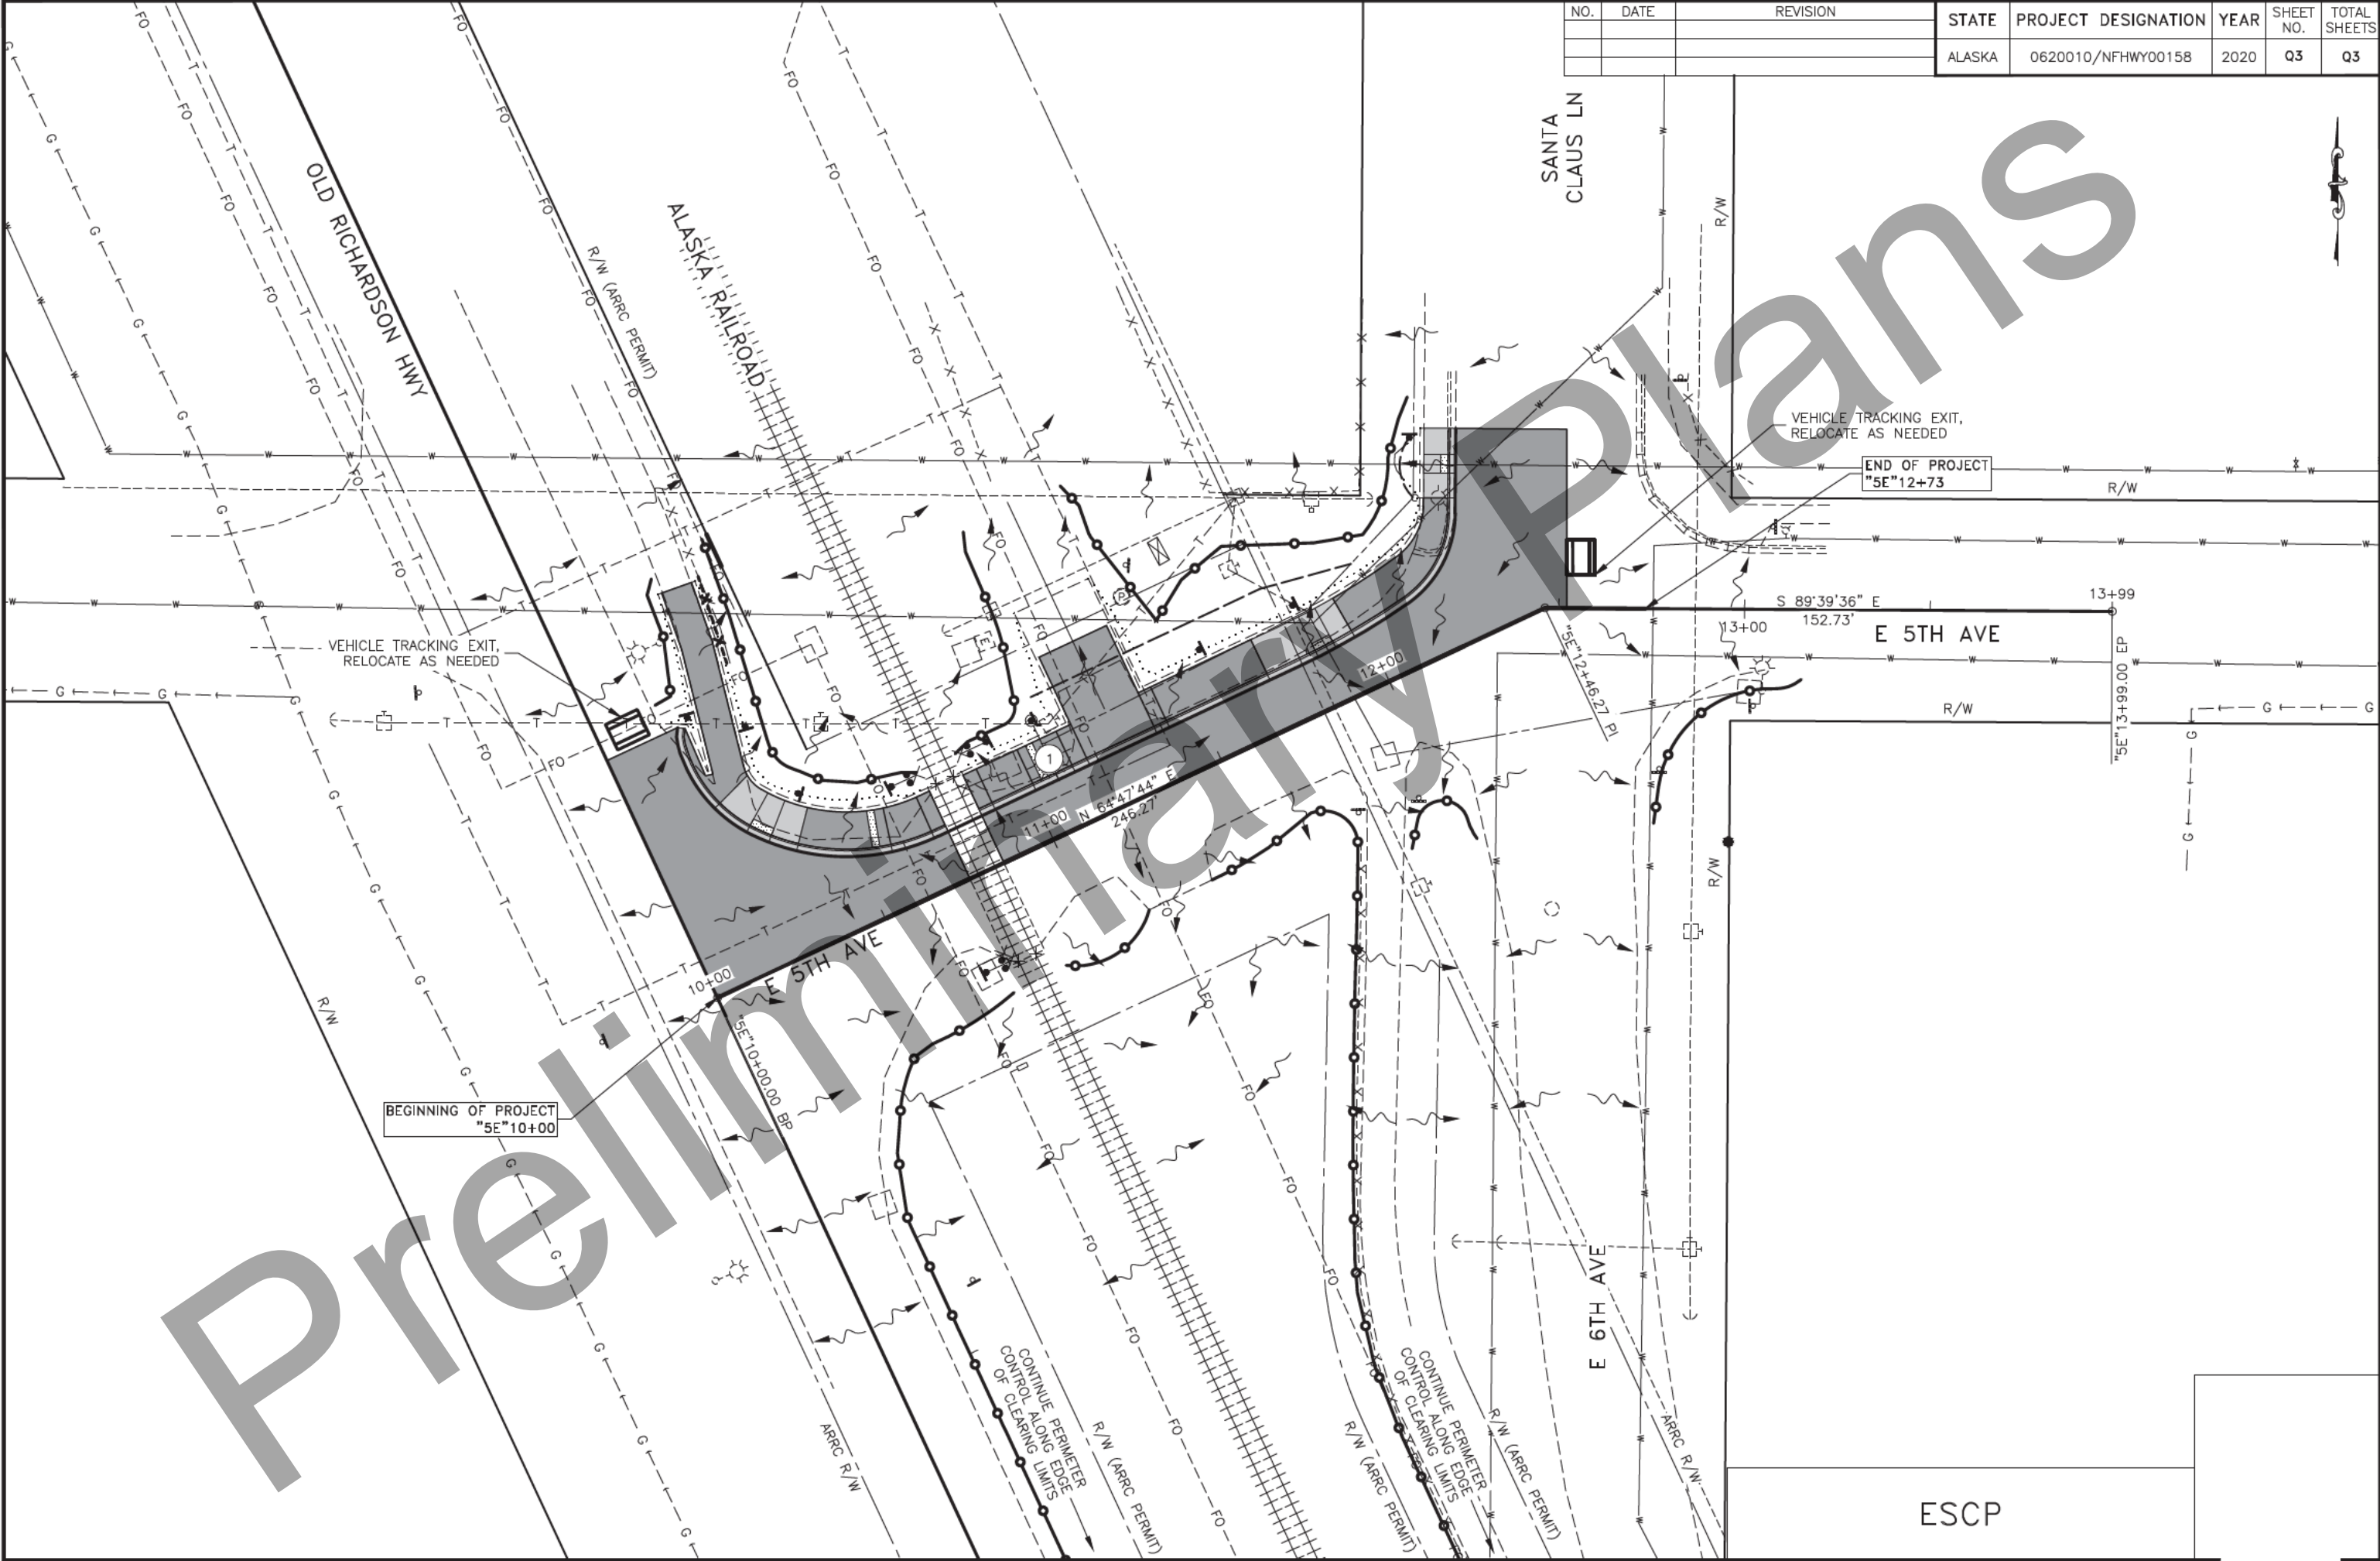 NO. DATE REVISION
STATE PROJECT DESIGNATION YEAR SHEET NO. TOTAL SHEETS
ALASKA 0620010/NFHWY00158 2020 Q3 Q3
SANTA
CLAUS LN
OLD RICHARDSON HWY
R/W (ARRC PERMIT)
ALASKA RAILROAD
R/W
VEHICLE TRACKING EXIT,
RELOCATE AS NEEDED
END OF PROJECT
"5E"12+73
R/W
VEHICLE TRACKING EXIT,
RELOCATE AS NEEDED
S 89°39'36" E
152.73'
13+00
13+99
E 5TH AVE
"5E"13+99.00 EP
"5E"12+46.27 PI
12+00
R/W
1
11+00
N 64°47'44" E
246.27'
R/W
E 5TH AVE
10+00
"5E"10+00.00 BP
R/W
BEGINNING OF PROJECT
"5E"10+00
E 6TH AVE
CONTINUE PERIMETER
CONTROL ALONG EDGE
OF CLEARING LIMITS
CONTINUE PERIMETER
CONTROL ALONG EDGE
OF CLEARING LIMITS
ARRC R/W
R/W (ARRC PERMIT)
R/W (ARRC PERMIT)
R/W (ARRC PERMIT)
ARRC R/W
ESCP
Preliminary Plans